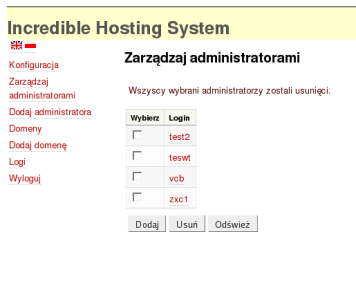 Incredible Hosting System
Konfiguracja
Zarządzaj
administratorami
Dodaj administratora
Domeny
Dodaj domenę
Logi
Wyloguj
Zarządzaj administratorami
Wszyscy wybrani administratorzy zostali usunięci.
Wybierz Login
test2
teswt
vcb
zxc1
Dodaj Usuń Odśwież